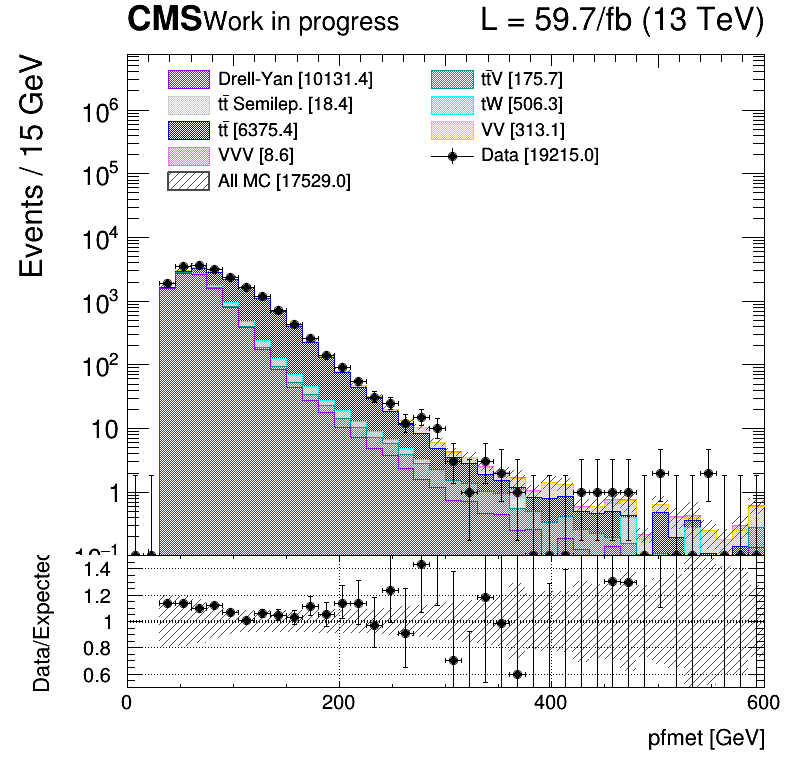 CMS Work in progress L = 59.7/fb (13 TeV)
Events / 15 GeV
10⁶
10⁵
10⁴
10³
10²
10
1
10⁻¹
Drell-Yan [10131.4]
tt̄ Semilep. [18.4]
tt̄ [6375.4]
VVV [8.6]
All MC [17529.0]
tt̄V [175.7]
tW [506.3]
VV [313.1]
Data [19215.0]
Data/Expected
1.4
1.2
1
0.8
0.6
0 200 400 600
pfmet [GeV]